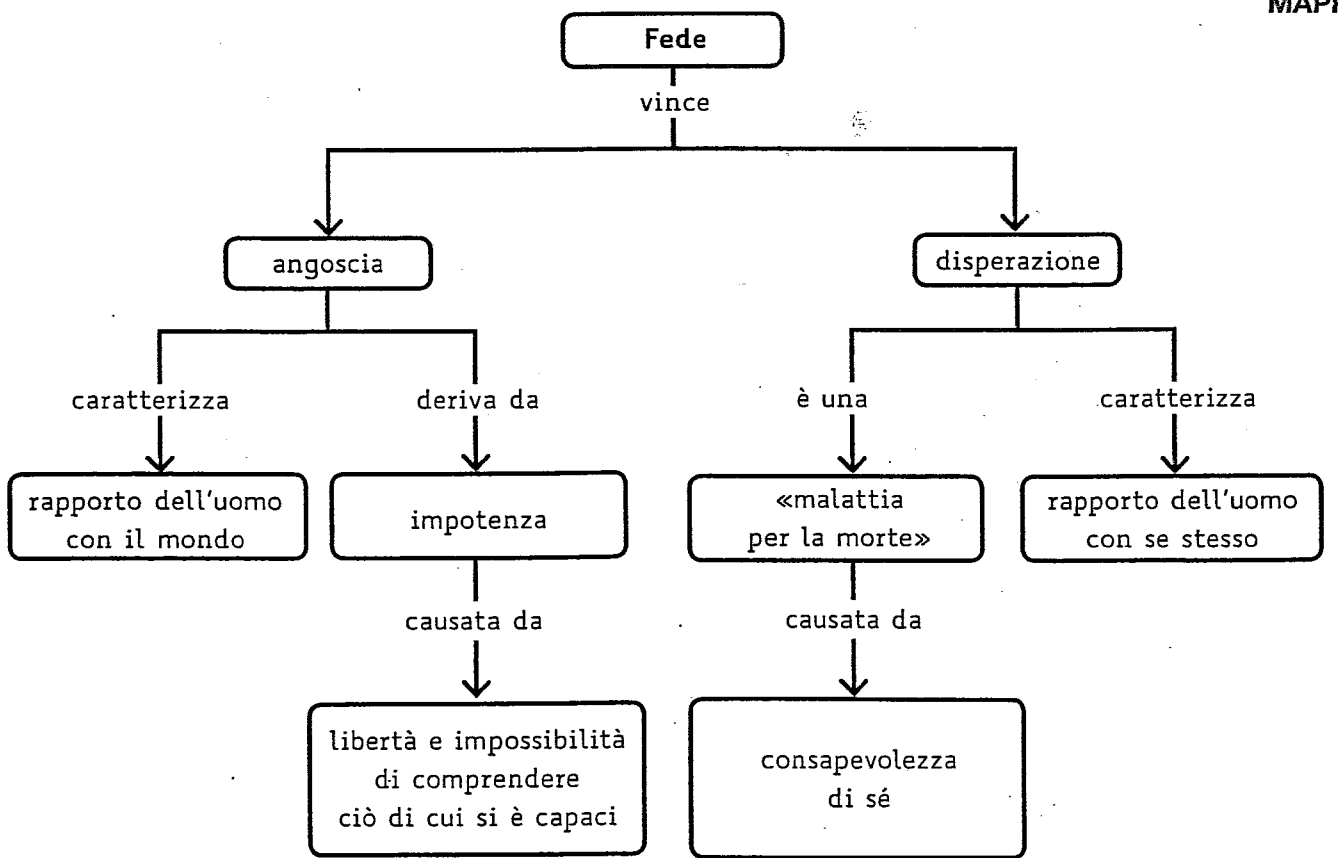 MAPP
Fede
vince
angoscia
disperazione
caratterizza
deriva da
è una
caratterizza
rapporto dell'uomo
con il mondo
impotenza
«malattia
per la morte»
rapporto dell'uomo
con se stesso
causata da
causata da
libertà e impossibilità
di comprendere
ciò di cui si è capaci
consapevolezza
di sé